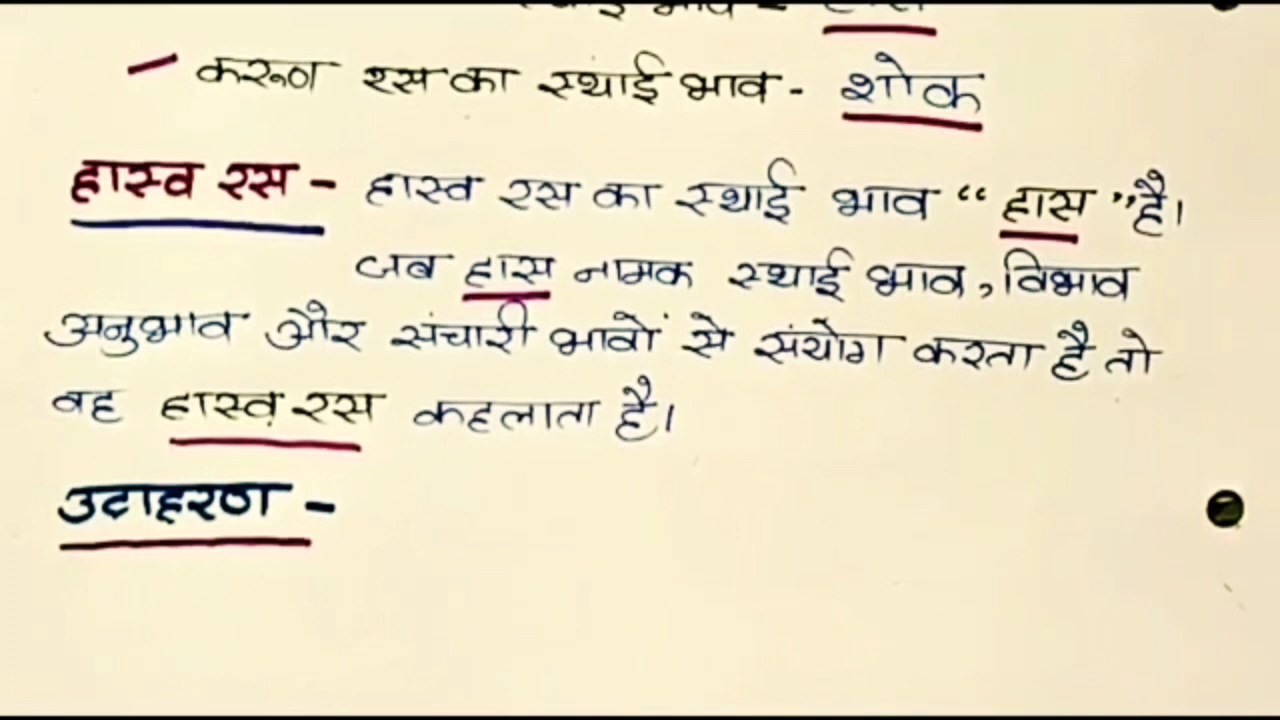 करुण रस का स्थाई भाव - शोक
हास्य रस - हास्य रस का स्थाई भाव “हास” है।
जब हास नामक स्थाई भाव, विभाव
अनुभाव और संचारी भावों से संयोग करता है तो
वह हास्य रस कहलाता है।
उदाहरण -